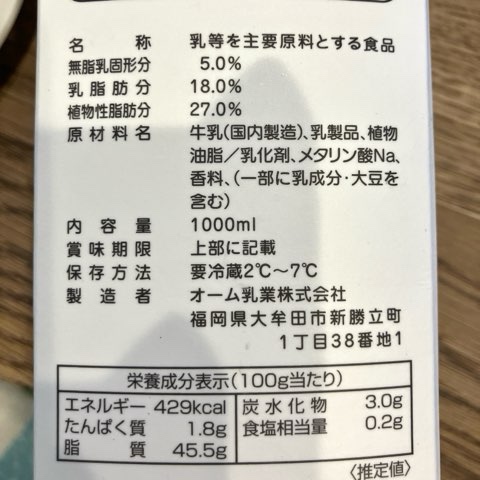 名称 乳等を主要原料とする食品
無脂乳固形分 5.0%
乳脂肪分 18.0%
植物性脂肪分 27.0%
原材料名 牛乳(国内製造)、乳製品、植物
油脂/乳化剤、メタリン酸Na、
香料、(一部に乳成分・大豆を
含む)
内容量 1000ml
賞味期限 上部に記載
保存方法 要冷蔵2℃〜7℃
製造者 オーム乳業株式会社
福岡県大牟田市新勝立町
1丁目38番地1
栄養成分表示(100g当たり)
エネルギー 429kcal
たんぱく質 1.8g
脂質 45.5g
炭水化物 3.0g
食塩相当量 0.2g
〈推定値〉